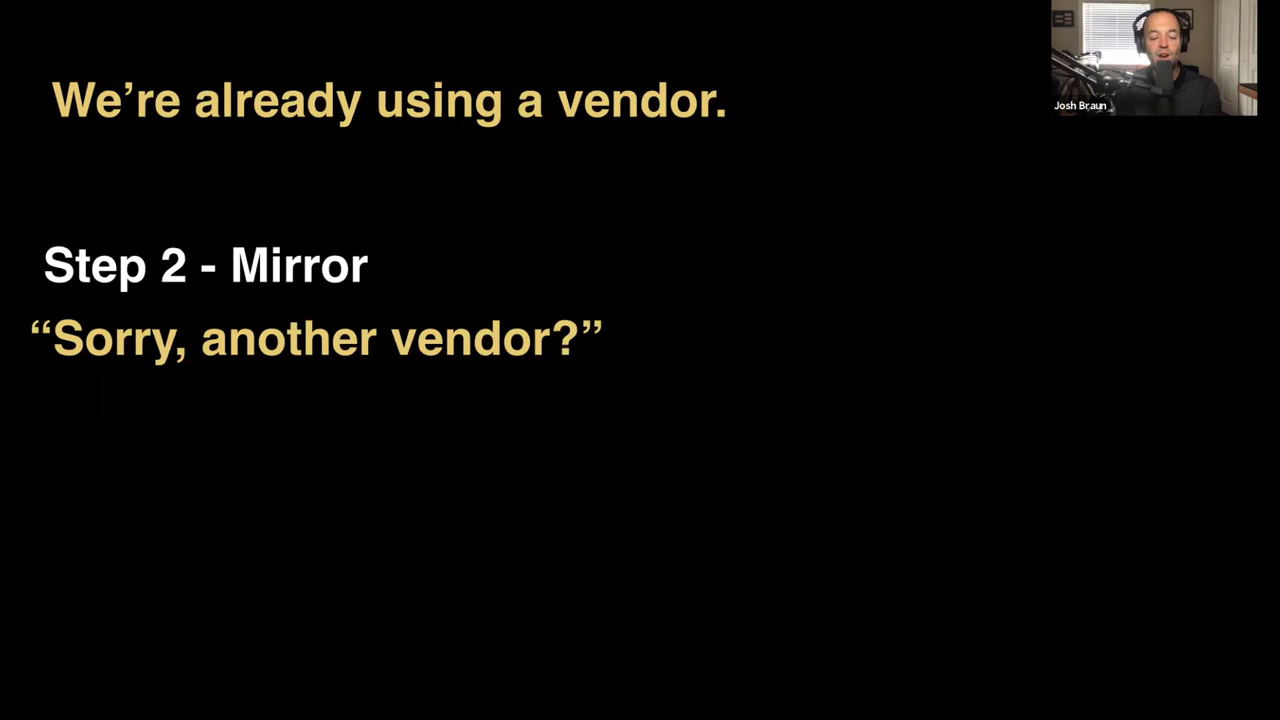 We’re already using a vendor.
Josh Braun
Step 2 - Mirror
“Sorry, another vendor?”